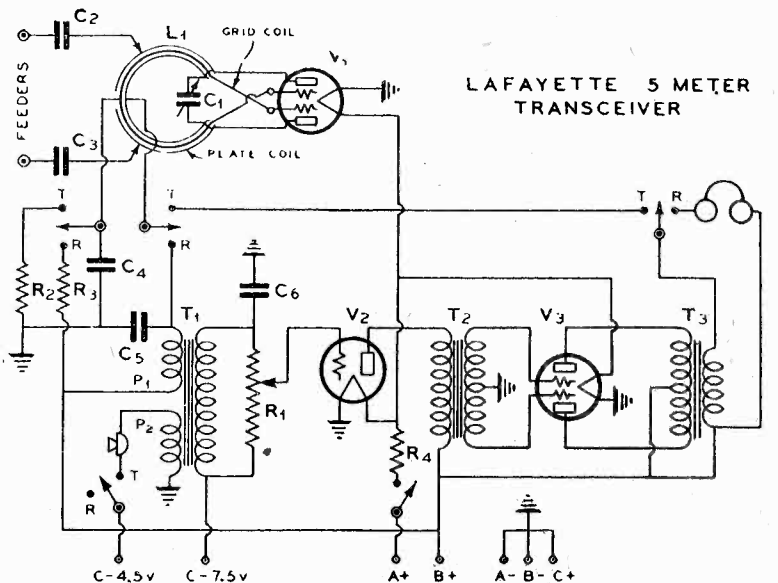 C2
L1
GRID COIL
V1
LAFAYETTE 5 METER
TRANSCEIVER
FEEDERS
C1
C3
PLATE COIL
T
T
T
R
R
R
C4
R2
R3
C6
T1
V2
T2
V3
T3
C5
P1
R1
P2
R4
T
R
C-4.5V
C-7.5V
A+
B+
A-
B-
C+